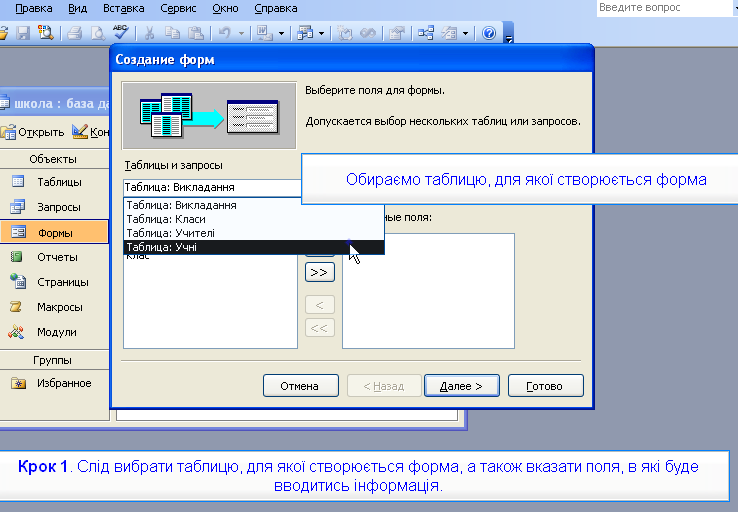 Правка Вид Вставка Сервис Окно Справка
Введите вопрос
школа : база да
Открыть Кон
Объекты
Таблицы
Запросы
Формы
Отчеты
Страницы
Макросы
Модули
Группы
Избранное
Создание форм
Выберите поля для формы.
Допускается выбор нескольких таблиц или запросов.
Таблицы и запросы
Таблица: Викладання
Таблица: Викладання
Таблица: Класи
Таблица: Учителі
Таблица: Учні
Клас
Обираємо таблицю, для якої створюється форма
ные поля:
>>
<
<<
Отмена
< Назад
Далее >
Готово
Крок 1. Слід вибрати таблицю, для якої створюється форма, а також вказати поля, в які буде
вводитись інформація.